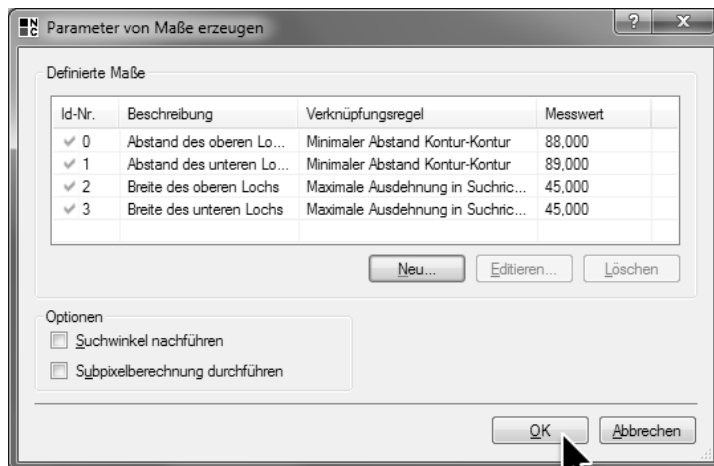 Parameter von Maße erzeugen
Definierte Maße
Id-Nr. Beschreibung Verknüpfungsregel Messwert
0 Abstand des oberen Lo... Minimaler Abstand Kontur-Kontur 88,000
1 Abstand des unteren Lo... Minimaler Abstand Kontur-Kontur 89,000
2 Breite des oberen Lochs Maximale Ausdehnung in Suchric... 45,000
3 Breite des unteren Lochs Maximale Ausdehnung in Suchric... 45,000
Neu... Editieren... Löschen
Optionen
Suchwinkel nachführen
Subpixelberechnung durchführen
OK Abbrechen